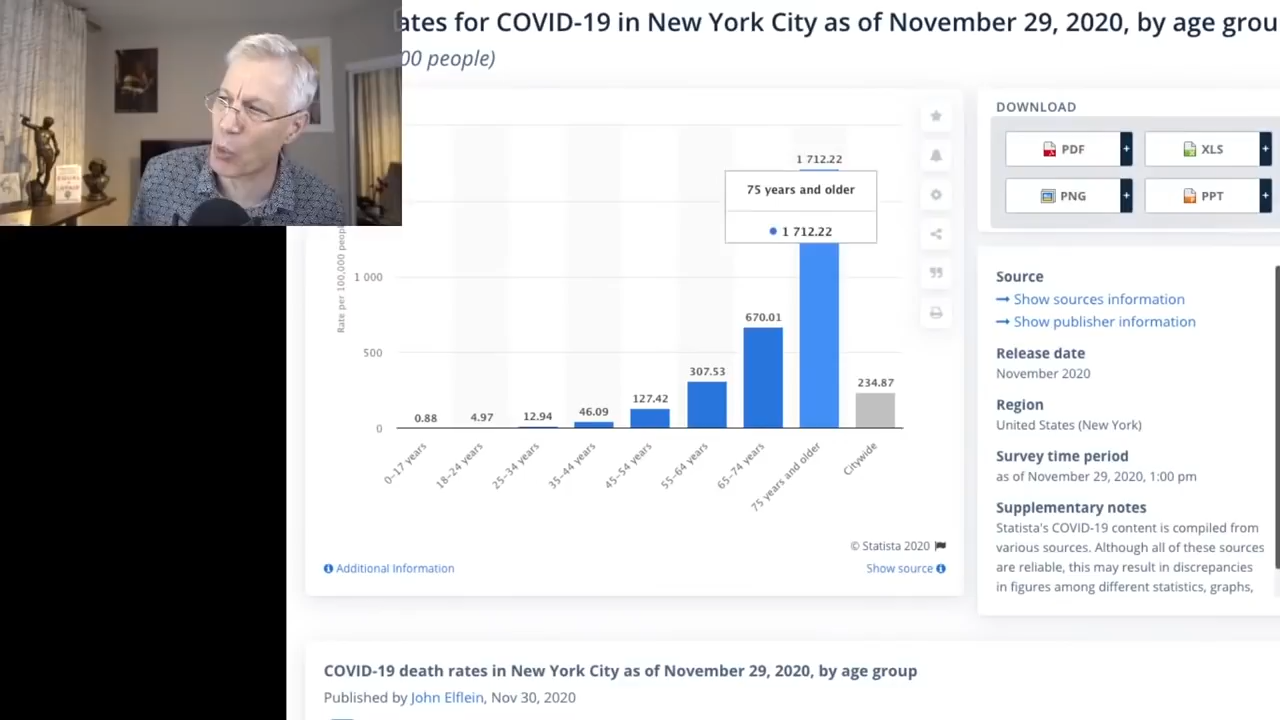 ates for COVID-19 in New York City as of November 29, 2020, by age grou
00 people)
DOWNLOAD
PDF +
XLS +
PNG +
PPT +
1 712.22
75 years and older
1 712.22
Rate per 100,000 people
1 000
500
0
0.88
4.97
12.94
46.09
127.42
307.53
670.01
234.87
0–17 years
18–24 years
25–34 years
35–44 years
45–54 years
55–64 years
65–74 years
75 years and older
Citywide
© Statista 2020
Additional Information
Show source
Source
Show sources information
Show publisher information
Release date
November 2020
Region
United States (New York)
Survey time period
as of November 29, 2020, 1:00 pm
Supplementary notes
Statista's COVID-19 content is compiled from
various sources. Although all of these sources
are reliable, this may result in discrepancies
in figures among different statistics, graphs,
COVID-19 death rates in New York City as of November 29, 2020, by age group
Published by John Elflein, Nov 30, 2020